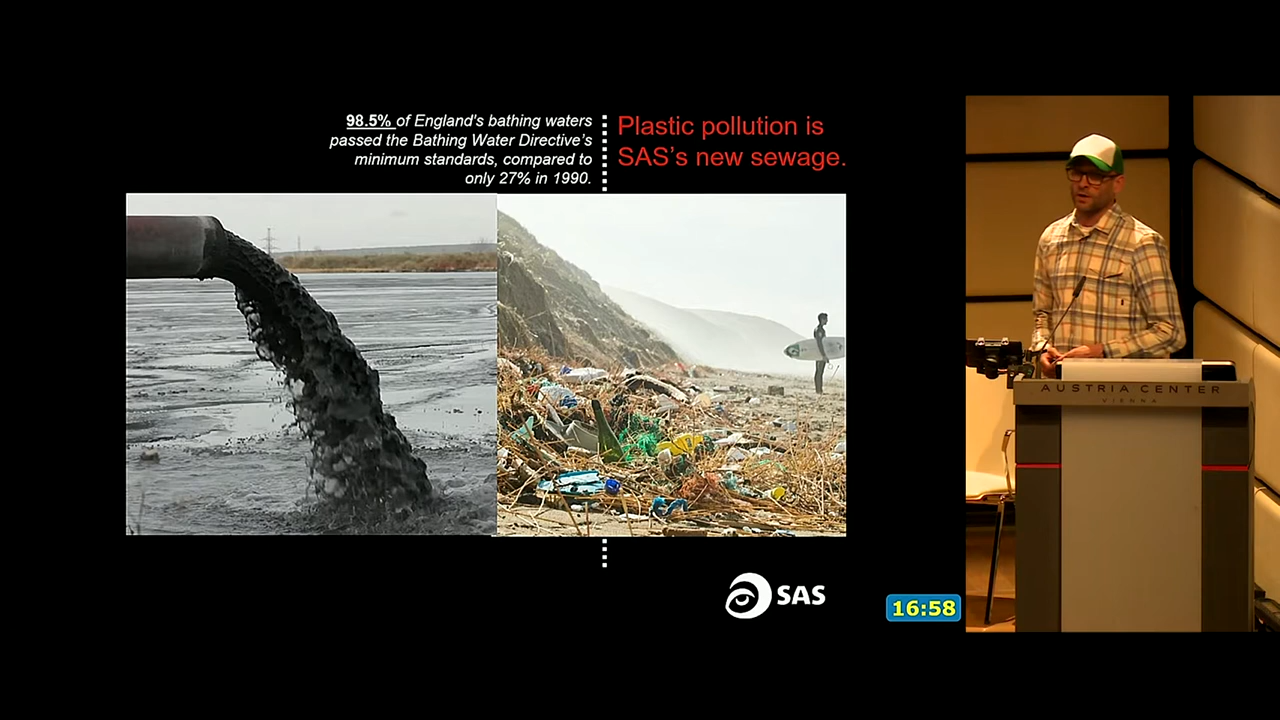 98.5% of England's bathing waters
passed the Bathing Water Directive's
minimum standards, compared to
only 27% in 1990.
Plastic pollution is
SAS's new sewage.
SAS
16:58
AUSTRIA CENTER
VIENNA